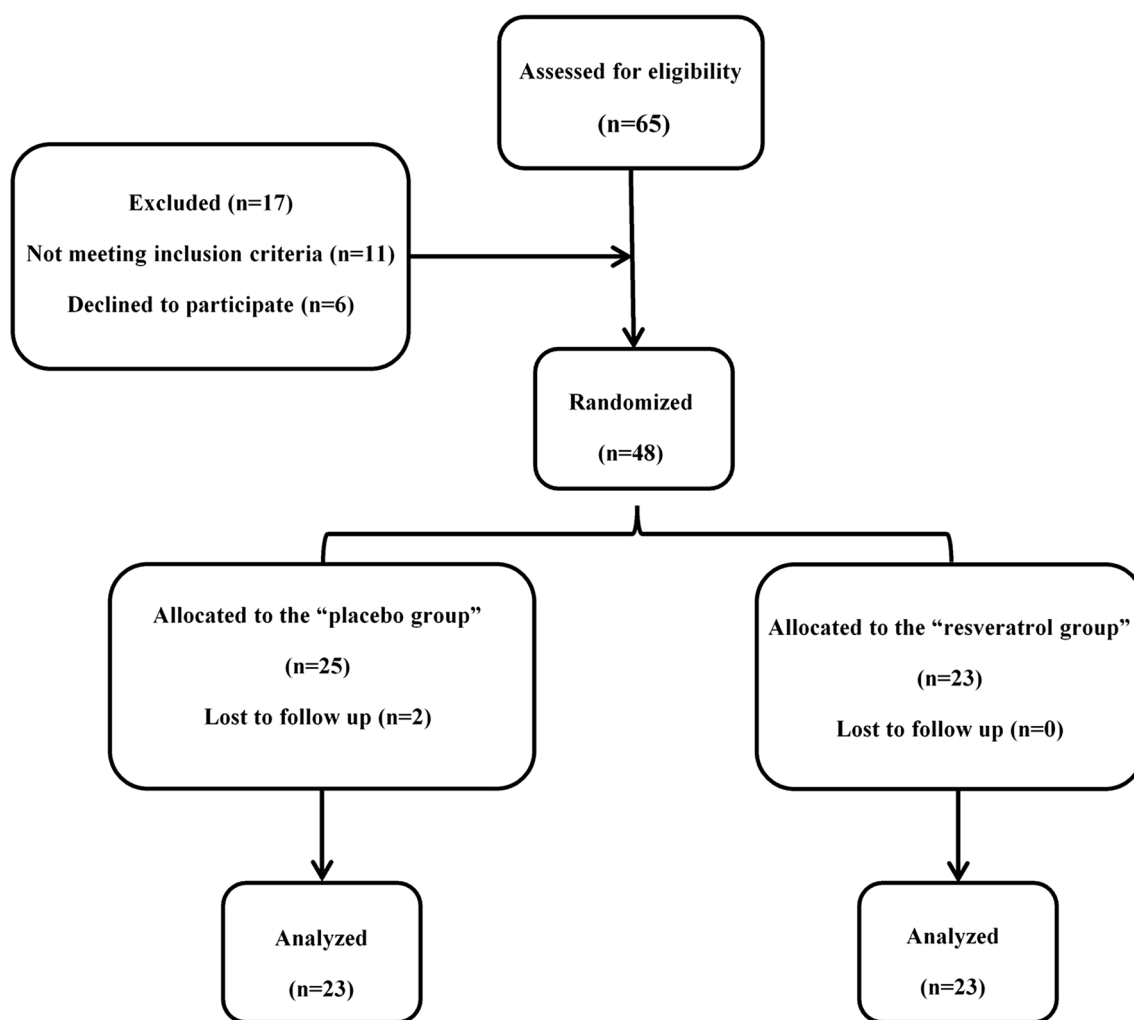 Assessed for eligibility
(n=65)
Excluded (n=17)
Not meeting inclusion criteria (n=11)
Declined to participate (n=6)
Randomized
(n=48)
Allocated to the “placebo group”
(n=25)
Lost to follow up (n=2)
Allocated to the “resveratrol group”
(n=23)
Lost to follow up (n=0)
Analyzed
(n=23)
Analyzed
(n=23)